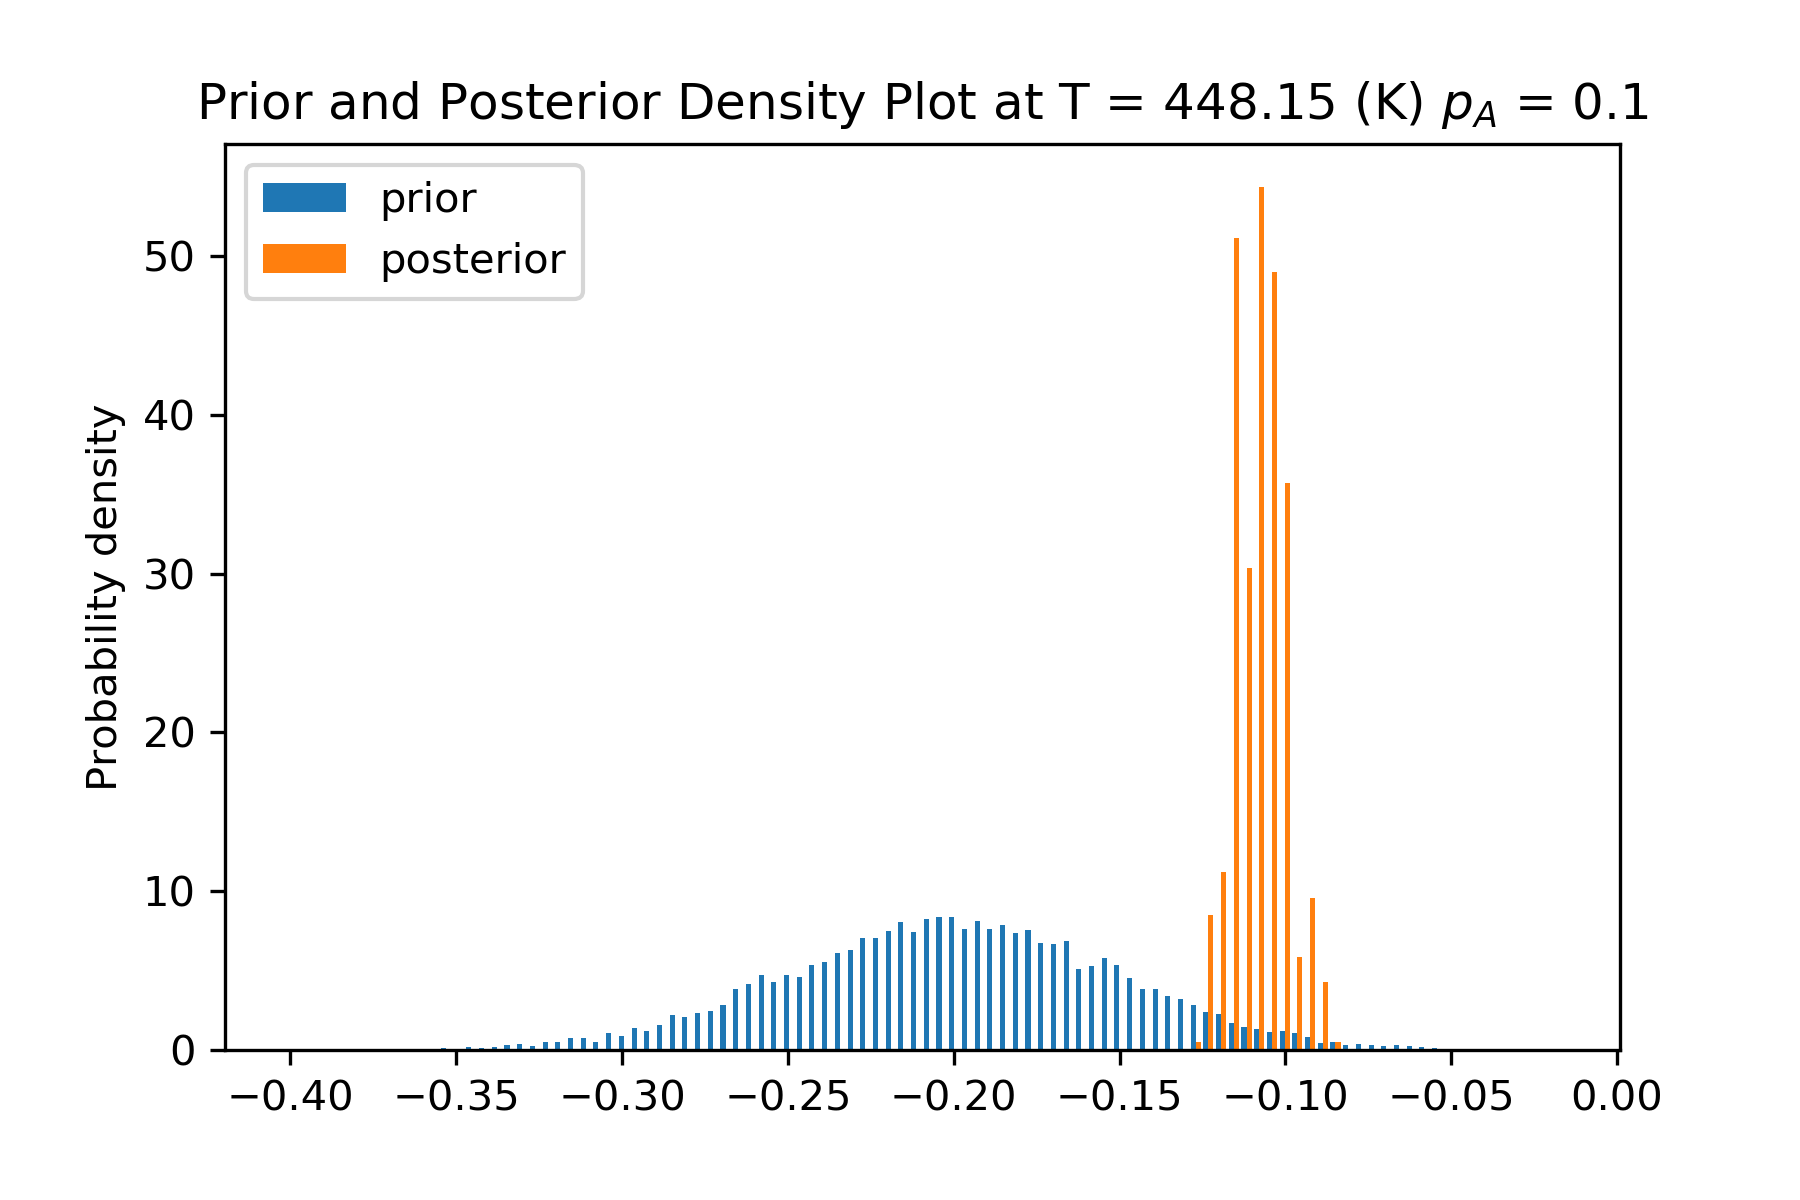 Prior and Posterior Density Plot at T = 448.15 (K) p_A = 0.1
prior
posterior
Probability density
50
40
30
20
10
0
−0.40 −0.35 −0.30 −0.25 −0.20 −0.15 −0.10 −0.05 0.00